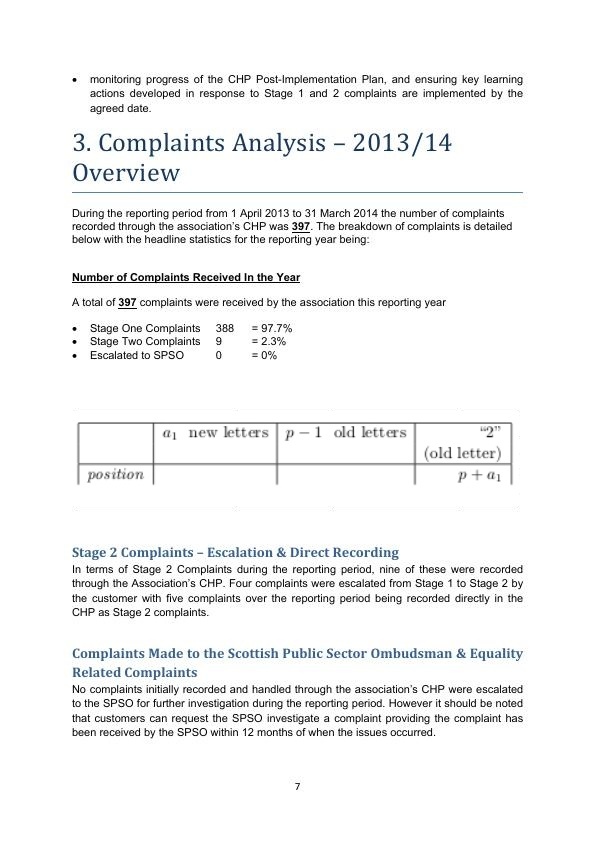 • monitoring progress of the CHP Post-Implementation Plan, and ensuring key learning
actions developed in response to Stage 1 and 2 complaints are implemented by the
agreed date.
3. Complaints Analysis – 2013/14
Overview
During the reporting period from 1 April 2013 to 31 March 2014 the number of complaints
recorded through the association's CHP was 397. The breakdown of complaints is detailed
below with the headline statistics for the reporting year being:
Number of Complaints Received In the Year
A total of 397 complaints were received by the association this reporting year
• Stage One Complaints 388 = 97.7%
• Stage Two Complaints 9 = 2.3%
• Escalated to SPSO 0 = 0%
a₁ new letters p − 1 old letters “2”
(old letter)
position p + a₁
Stage 2 Complaints – Escalation & Direct Recording
In terms of Stage 2 Complaints during the reporting period, nine of these were recorded
through the Association's CHP. Four complaints were escalated from Stage 1 to Stage 2 by
the customer with five complaints over the reporting period being recorded directly in the
CHP as Stage 2 complaints.
Complaints Made to the Scottish Public Sector Ombudsman & Equality
Related Complaints
No complaints initially recorded and handled through the association's CHP were escalated
to the SPSO for further investigation during the reporting period. However it should be noted
that customers can request the SPSO investigate a complaint providing the complaint has
been received by the SPSO within 12 months of when the issues occurred.
7